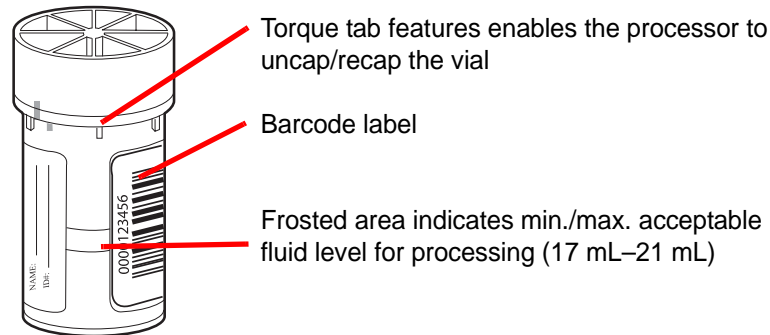 Torque tab features enables the processor to
uncap/recap the vial
Barcode label
Frosted area indicates min./max. acceptable
fluid level for processing (17 mL–21 mL)
NAME:
ID#:
0000123456